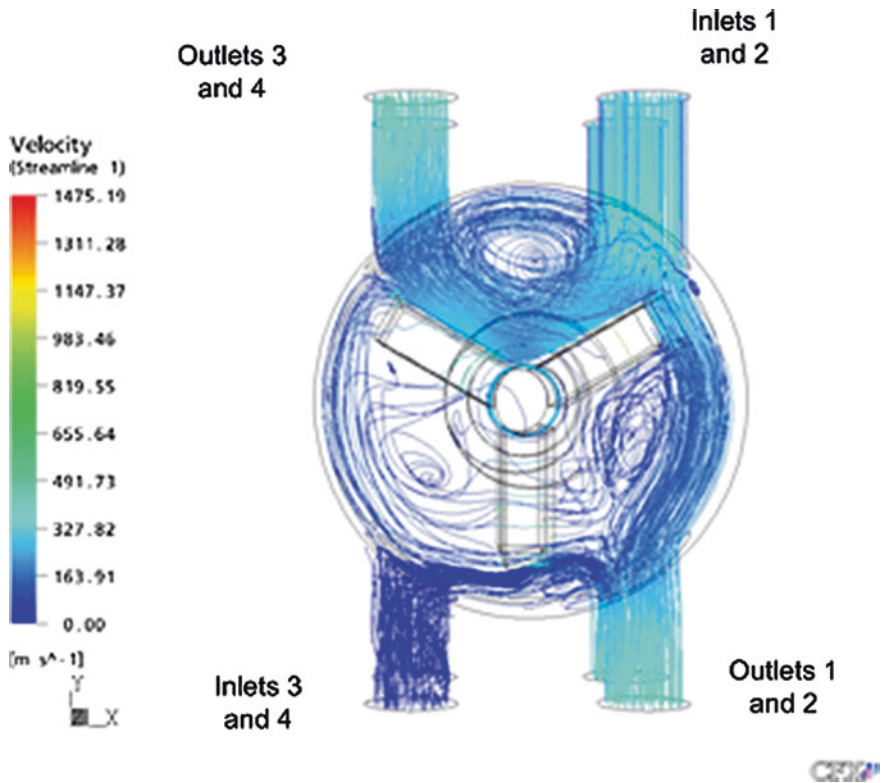 Inlets 1
and 2
Outlets 3
and 4
Velocity
(Streamline 1)
1475.19
1311.28
1147.37
983.46
819.55
655.64
491.73
327.82
163.91
0.00
[m s^-1]
Y
X
Inlets 3
and 4
Outlets 1
and 2
CFX